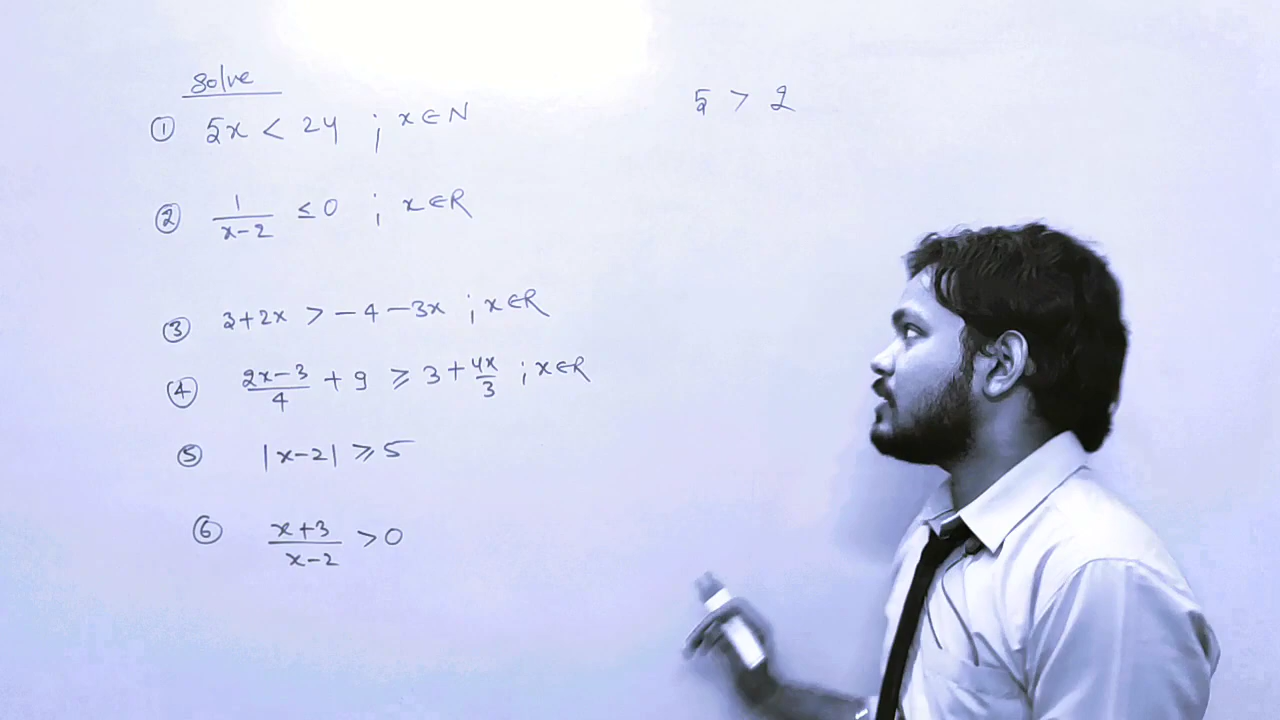 solve
① 5x < 24 ; x ∈ N
5 > 2
② 1/(x-2) ≤ 0 ; x ∈ R
③ 3+2x > -4-3x ; x ∈ R
④ (2x-3)/4 + 9 ≥ 3 + 4x/3 ; x ∈ R
⑤ |x-2| ≥ 5
⑥ (x+3)/(x-2) > 0